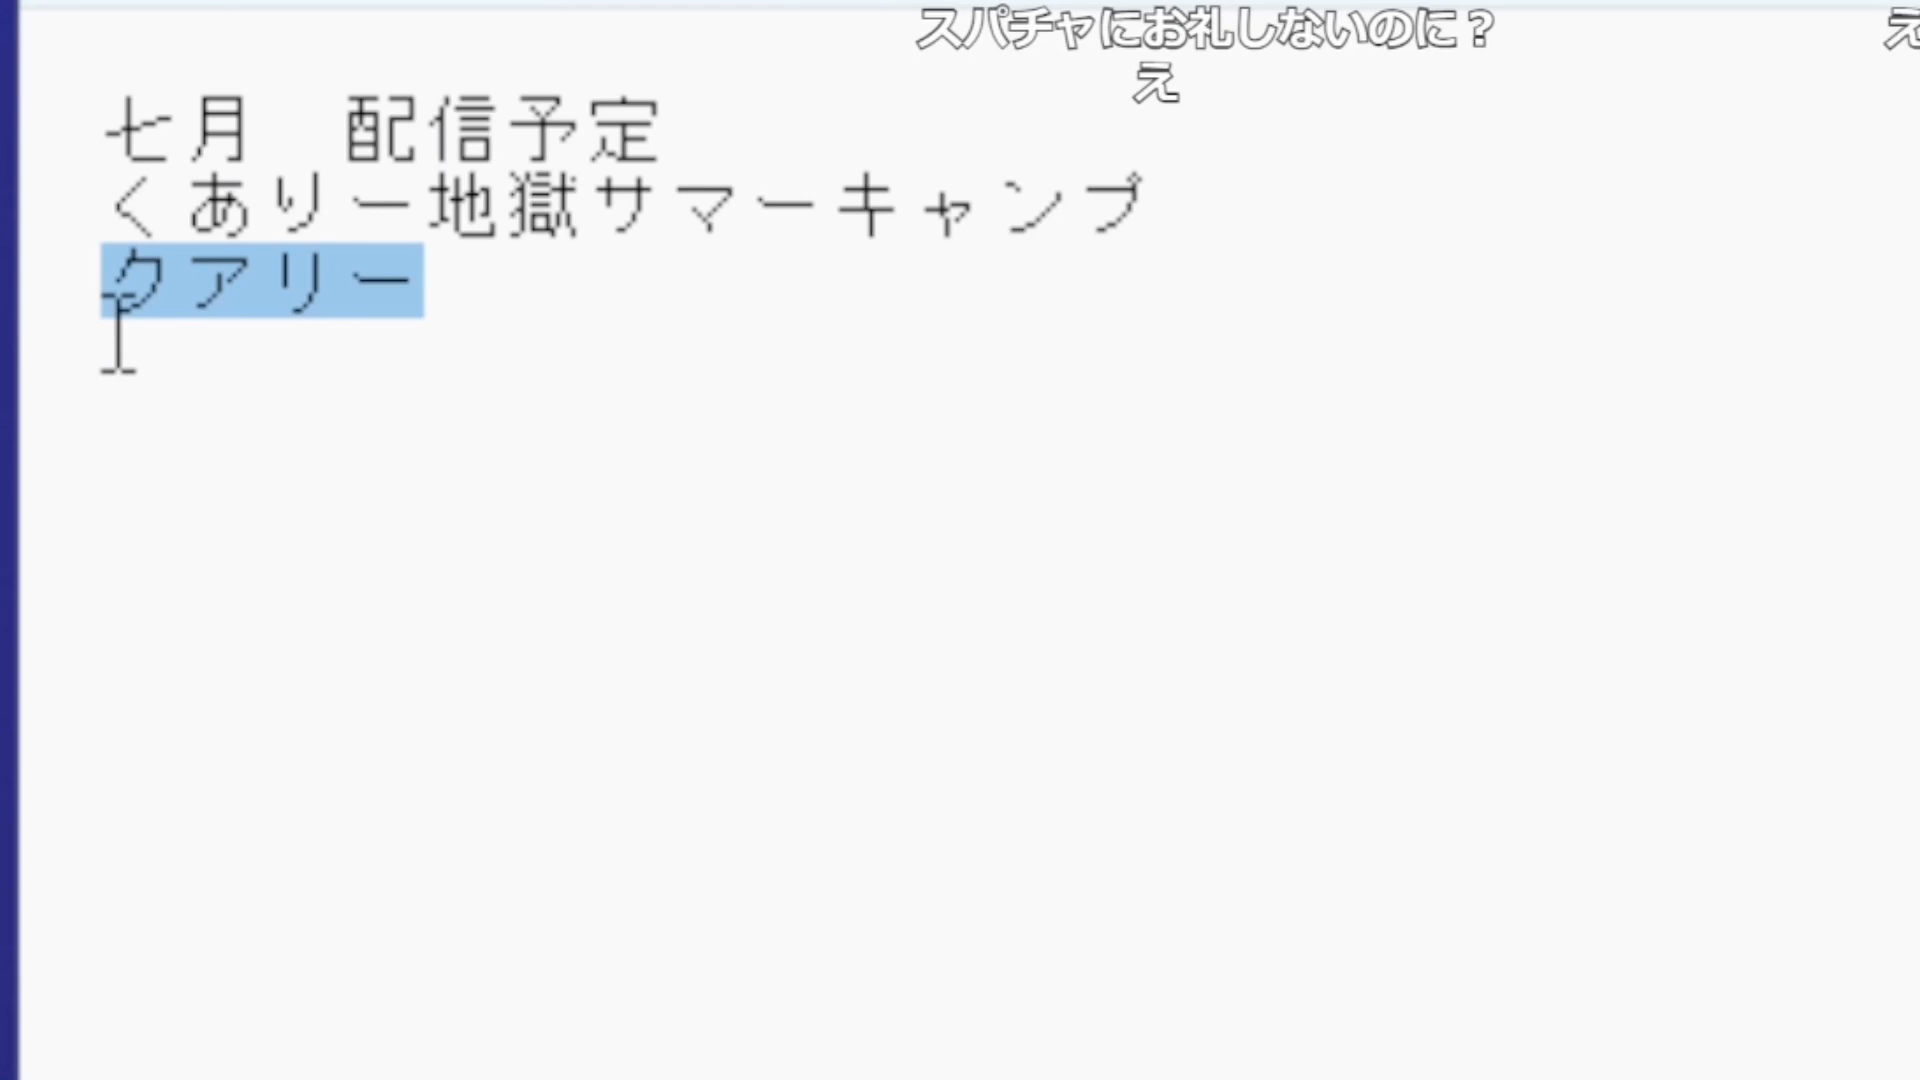 スパチャにお礼しないのに？
え
え
七月　配信予定
くありー地獄サマーキャンプ
クアリー